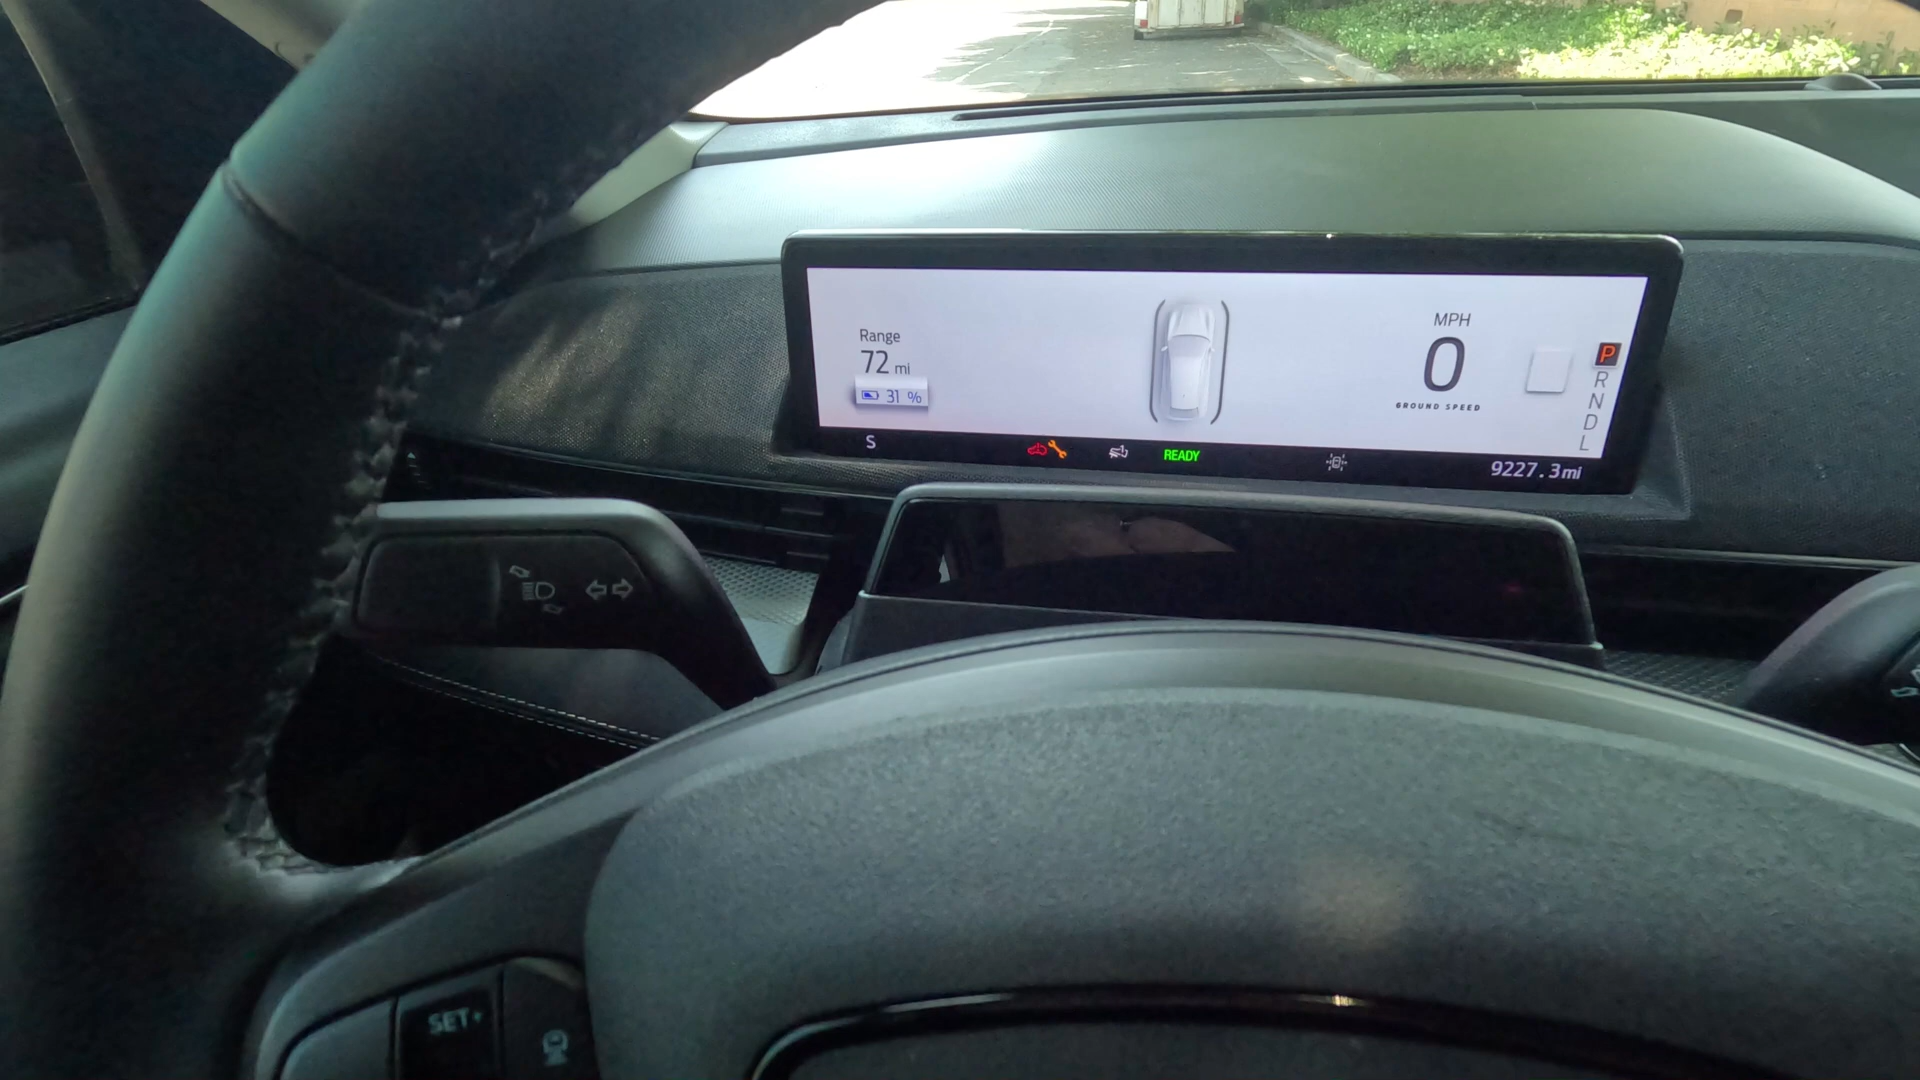 Range
72 mi
31 %
MPH
0
GROUND SPEED
P
R
N
D
L
S
READY
9227.3mi
SET+